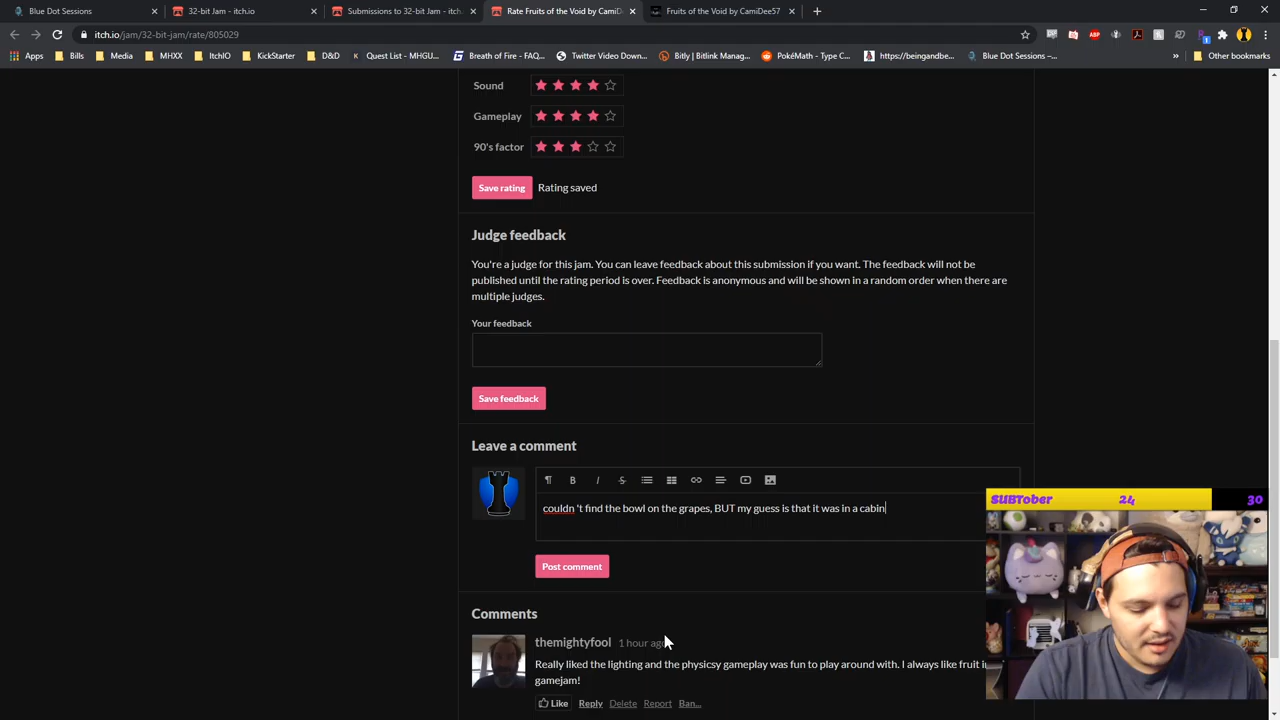 Blue Dot Sessions
32-bit Jam - itch.io
Submissions to 32-bit Jam - itch.
Rate Fruits of the Void by CamiDe
Fruits of the Void by CamiDee57
itch.io/jam/32-bit-jam/rate/805029
Apps
Bills
Media
MHXX
ItchIO
KickStarter
D&D
Quest List - MHGU...
Breath of Fire - FAQ...
Twitter Video Down...
Bitly | Bitlink Manag...
PokéMath - Type C...
https://beingandbe...
Blue Dot Sessions –...
Other bookmarks
Sound
Gameplay
90's factor
Save rating Rating saved
Judge feedback
You're a judge for this jam. You can leave feedback about this submission if you want. The feedback will not be
published until the rating period is over. Feedback is anonymous and will be shown in a random order when there are
multiple judges.
Your feedback
Save feedback
Leave a comment
couldn 't find the bowl on the grapes, BUT my guess is that it was in a cabin
Post comment
SUBTober 24 30
Comments
themightyfool 1 hour ago
Really liked the lighting and the physicsy gameplay was fun to play around with. I always like fruit in
gamejam!
Like Reply Delete Report Ban...